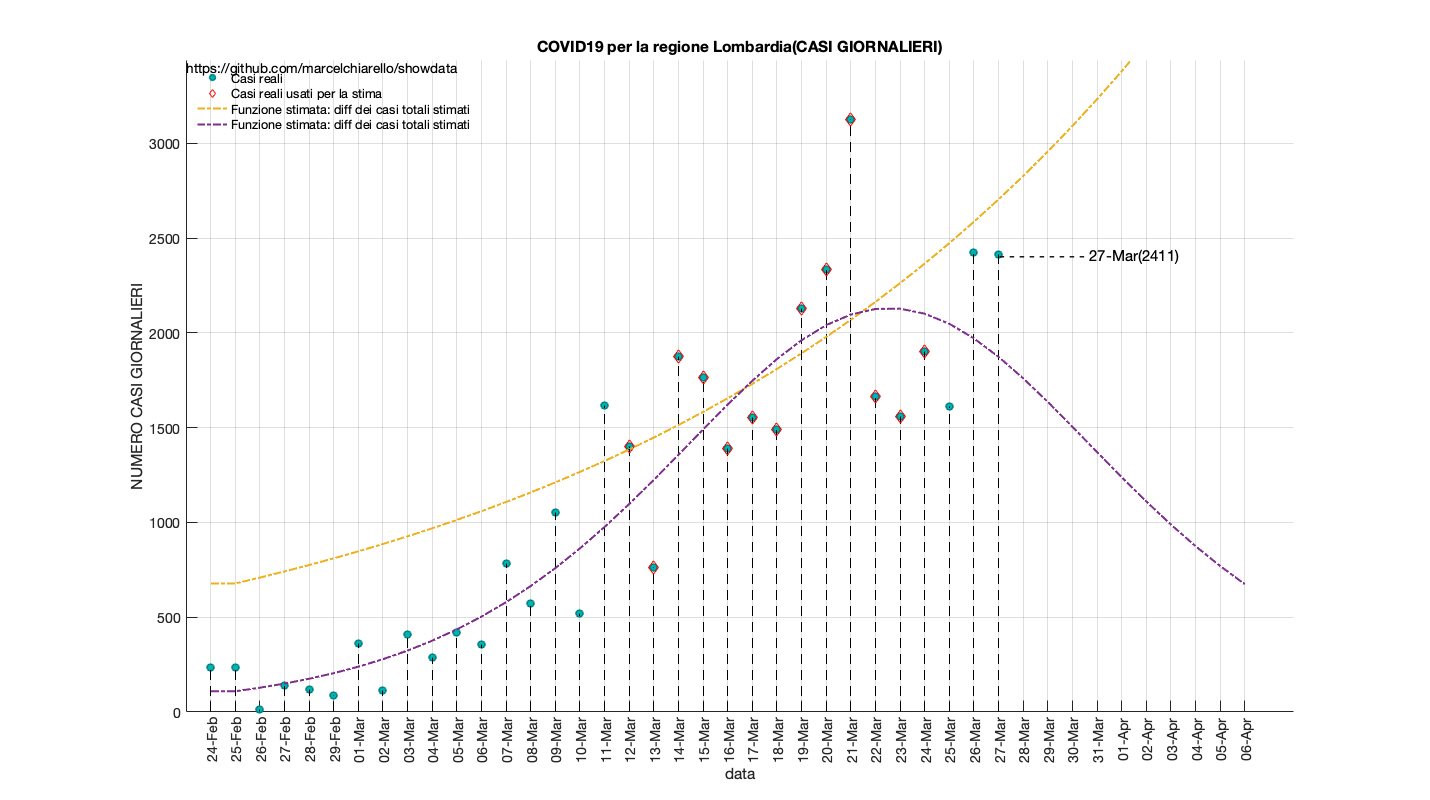 COVID19 per la regione Lombardia(CASI GIORNALIERI)
https://github.com/marcelchiarello/showdata
Casi reali
Casi reali usati per la stima
Funzione stimata: diff dei casi totali stimati
Funzione stimata: diff dei casi totali stimati
3000
2500
2000
1500
1000
500
0
NUMERO CASI GIORNALIERI
27-Mar(2411)
24-Feb
25-Feb
26-Feb
27-Feb
28-Feb
29-Feb
01-Mar
02-Mar
03-Mar
04-Mar
05-Mar
06-Mar
07-Mar
08-Mar
09-Mar
10-Mar
11-Mar
12-Mar
13-Mar
14-Mar
15-Mar
16-Mar
17-Mar
18-Mar
19-Mar
20-Mar
21-Mar
22-Mar
23-Mar
24-Mar
25-Mar
26-Mar
27-Mar
28-Mar
29-Mar
30-Mar
31-Mar
01-Apr
02-Apr
03-Apr
04-Apr
05-Apr
06-Apr
data